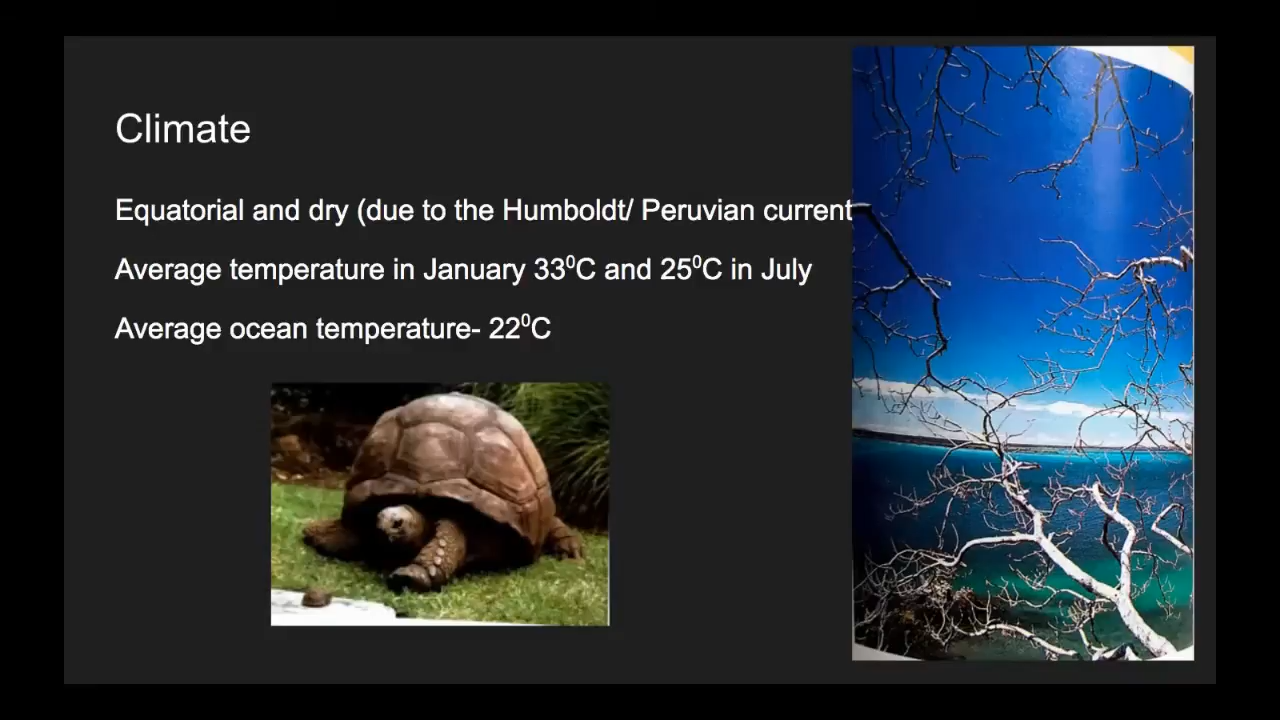 Climate
Equatorial and dry (due to the Humboldt/ Peruvian current
Average temperature in January 33⁰C and 25⁰C in July
Average ocean temperature- 22⁰C